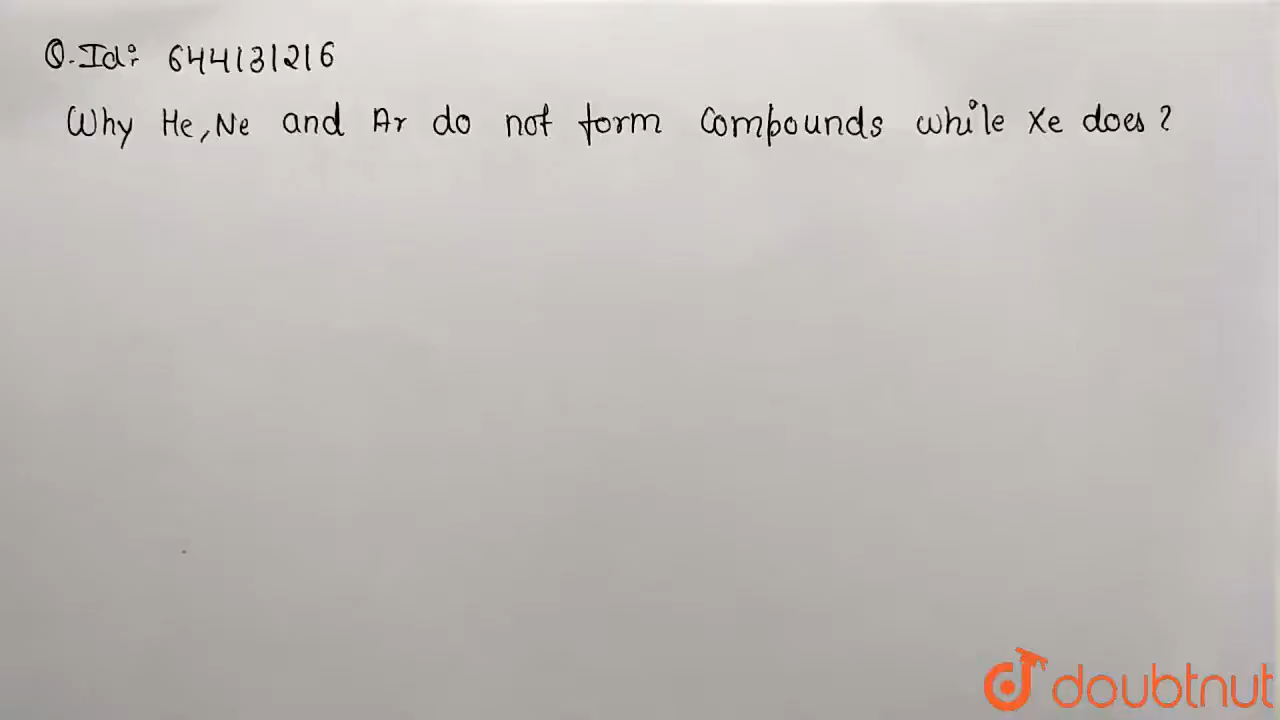 Q.Id: 644131216
Why He, Ne and Ar do not form compounds while Xe does?
doubtnut